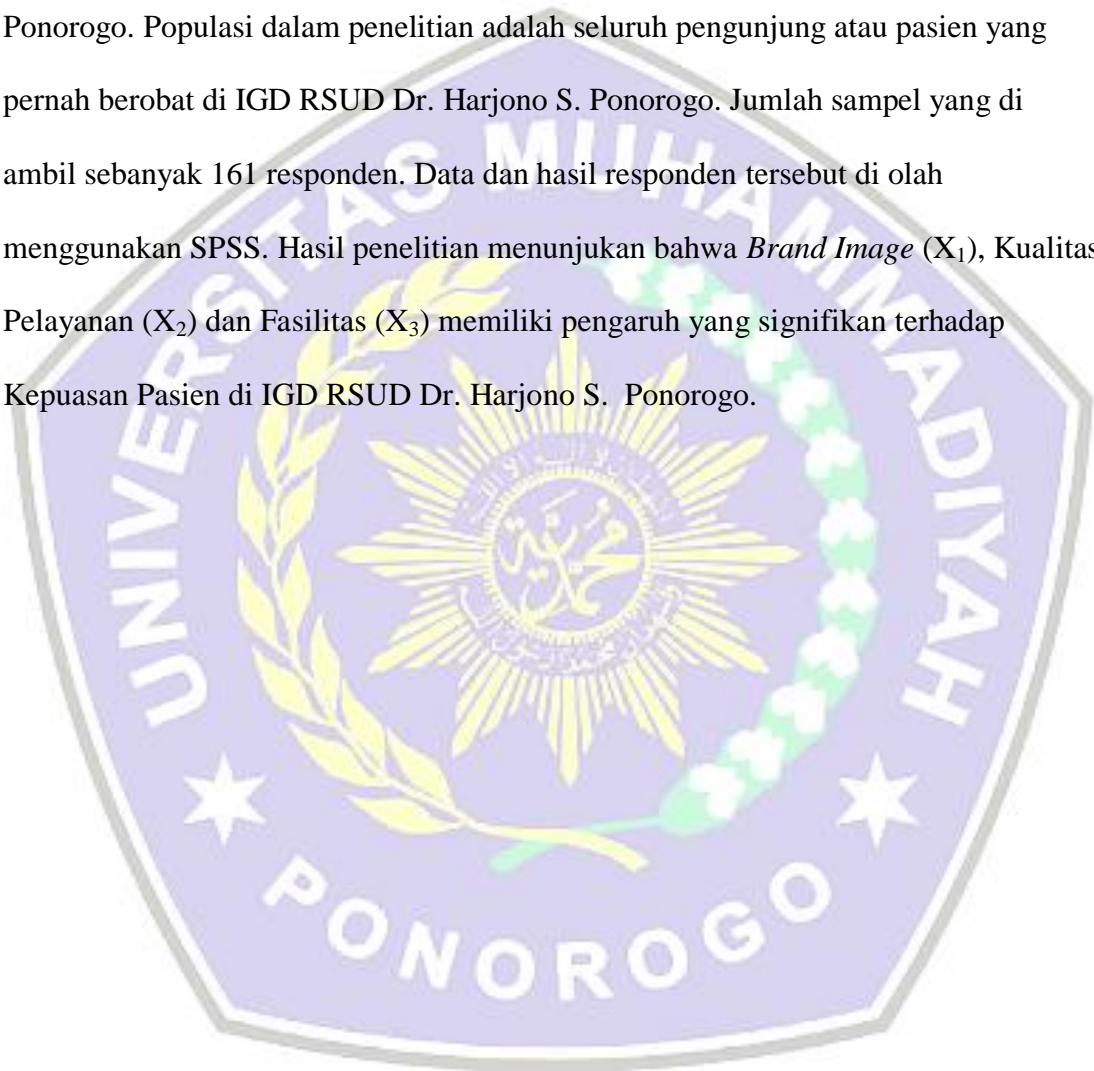 Ponorogo. Populasi dalam penelitian adalah seluruh pengunjung atau pasien yang
pernah berobat di IGD RSUD Dr. Harjono S. Ponorogo. Jumlah sampel yang di
ambil sebanyak 161 responden. Data dan hasil responden tersebut di olah
menggunakan SPSS. Hasil penelitian menunjukan bahwa Brand Image (X₁), Kualitas
Pelayanan (X₂) dan Fasilitas (X₃) memiliki pengaruh yang signifikan terhadap
Kepuasan Pasien di IGD RSUD Dr. Harjono S.  Ponorogo.
UNIVERSITAS MUHAMMADIYAH
PONOROGO
محمدية